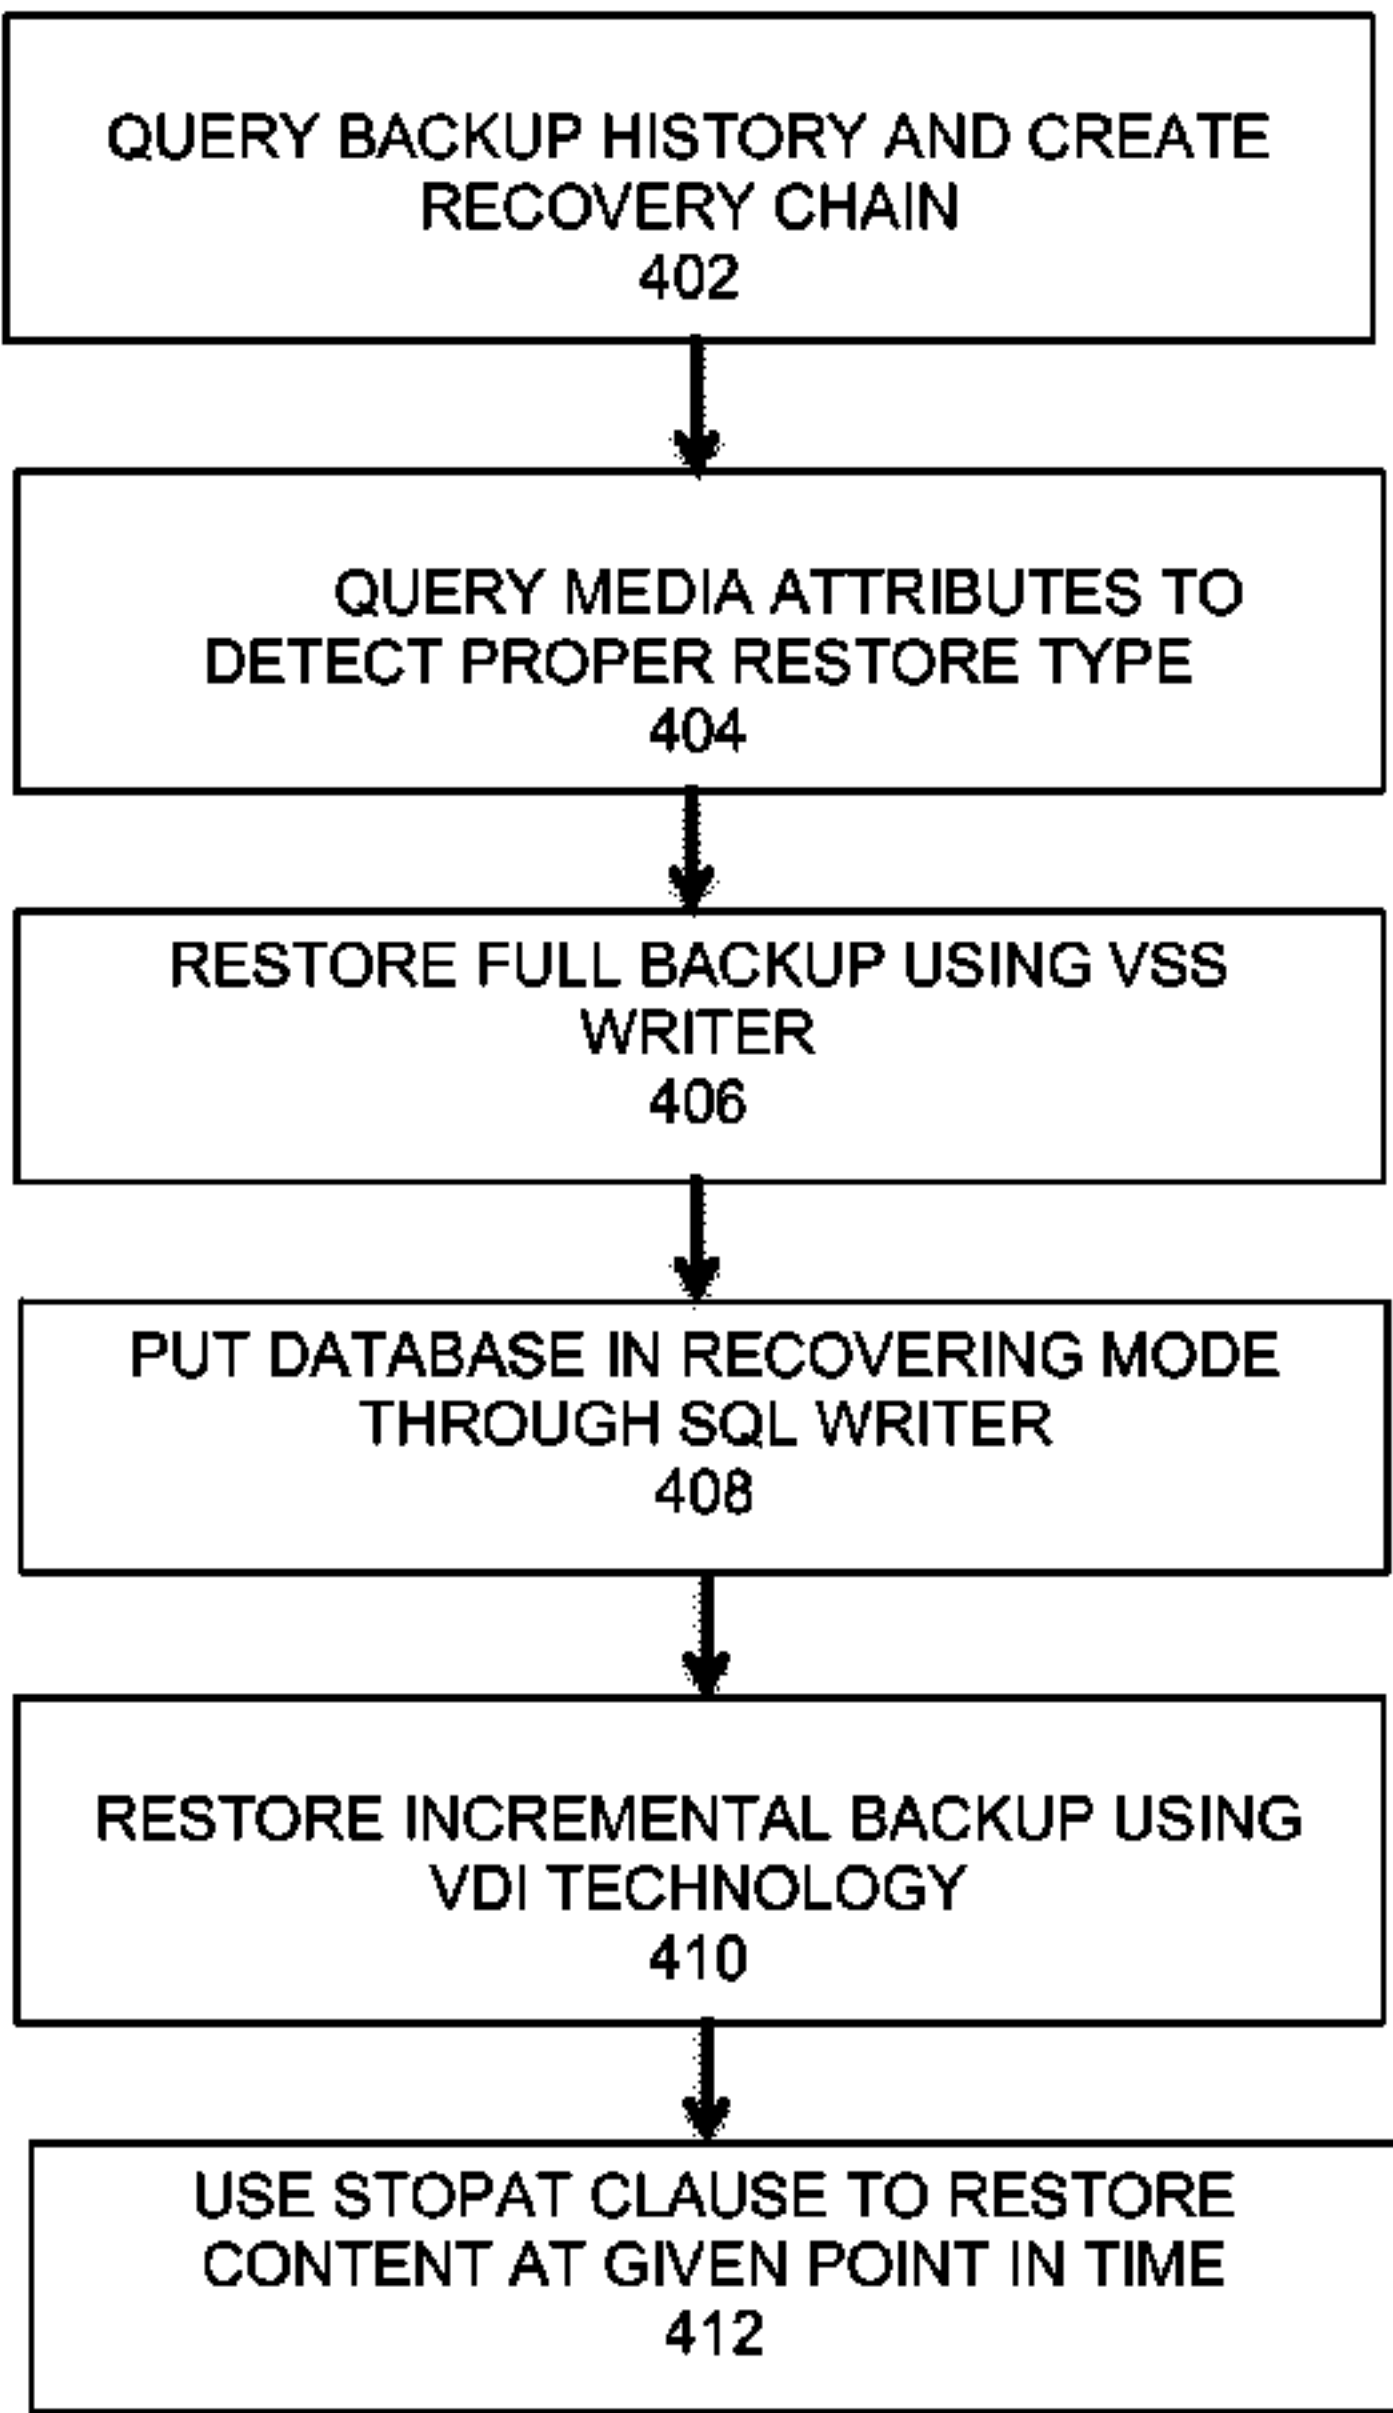 QUERY BACKUP HISTORY AND CREATE
RECOVERY CHAIN
402
QUERY MEDIA ATTRIBUTES TO
DETECT PROPER RESTORE TYPE
404
RESTORE FULL BACKUP USING VSS
WRITER
406
PUT DATABASE IN RECOVERING MODE
THROUGH SQL WRITER
408
RESTORE INCREMENTAL BACKUP USING
VDI TECHNOLOGY
410
USE STOPAT CLAUSE TO RESTORE
CONTENT AT GIVEN POINT IN TIME
412